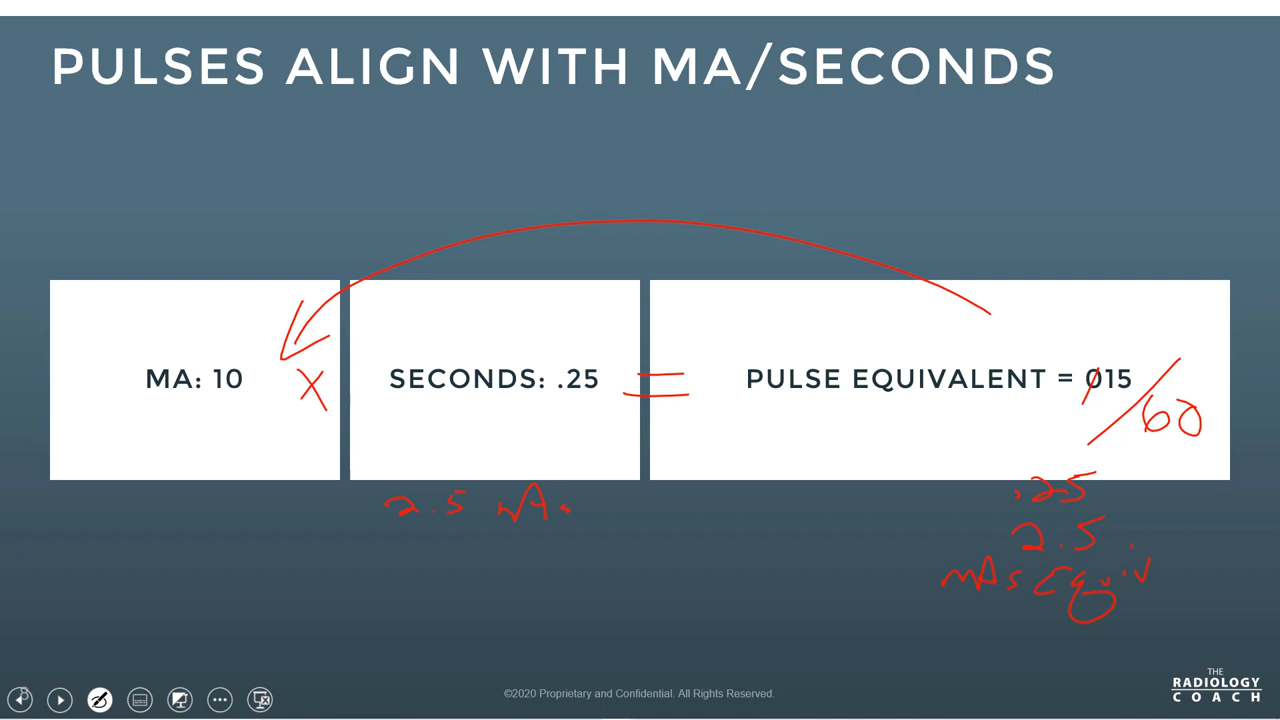 PULSES ALIGN WITH MA/SECONDS
MA: 10
X
SECONDS: .25
=
PULSE EQUIVALENT = 015
/60
2.5 mAs
.25
2.5
mAs Equiv
©2020 Proprietary and Confidential. All Rights Reserved.
THE
RADIOLOGY
COACH